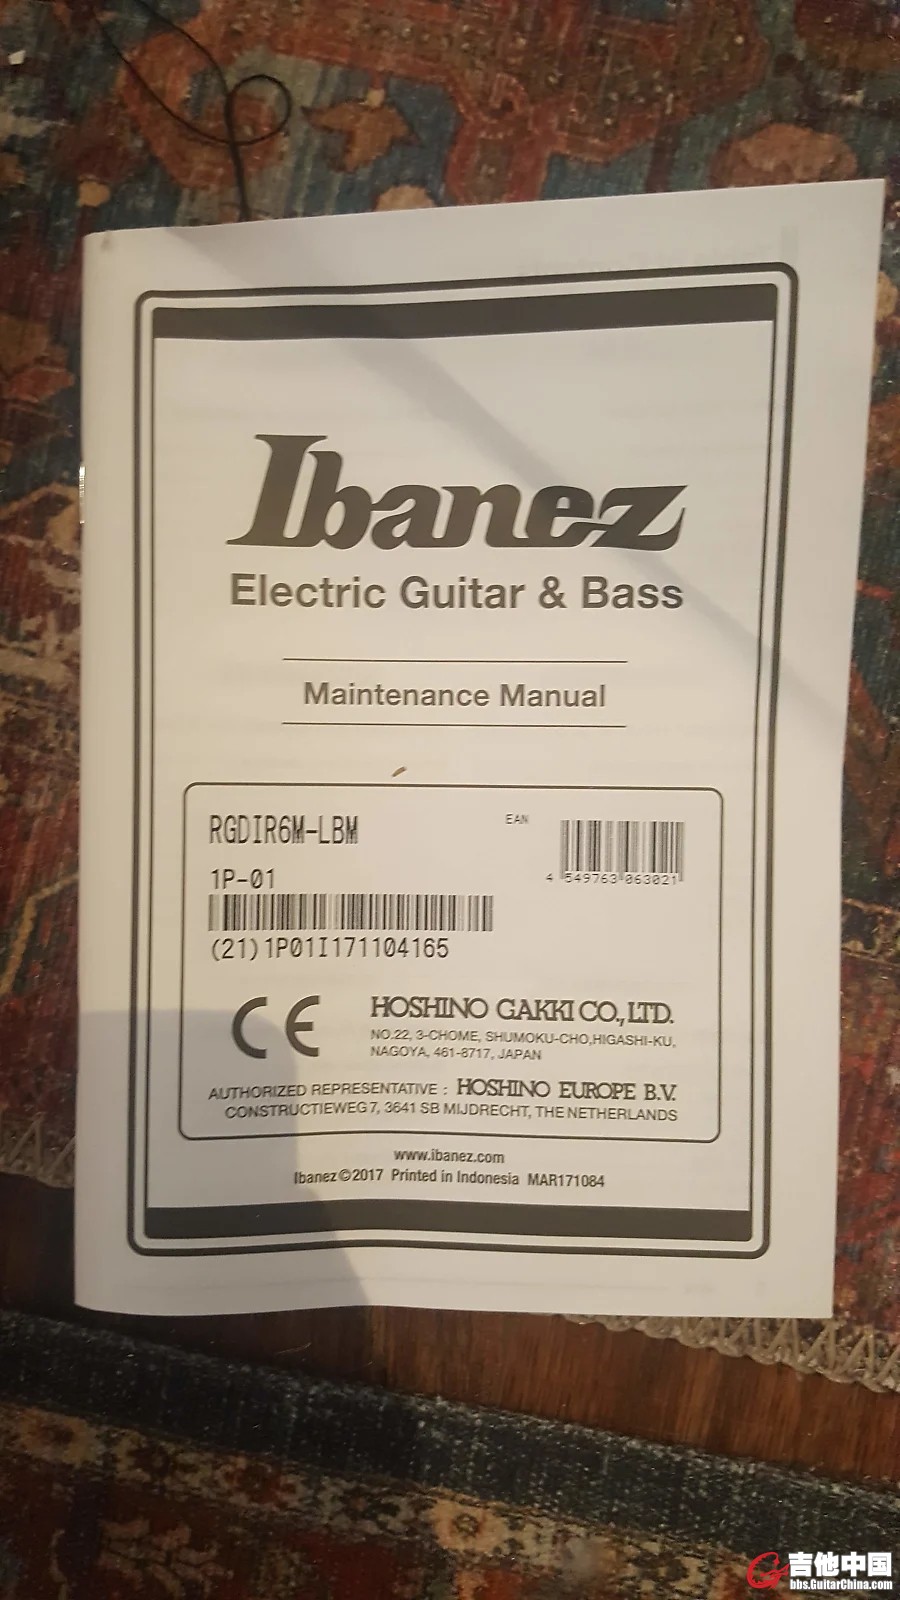 Ibanez
Electric Guitar & Bass
Maintenance Manual
RGDIR6M-LBM
EAN
4 549763 063021
1P-01
(21)1P01I171104165
CE
HOSHINO GAKKI CO.,LTD.
NO.22, 3-CHOME, SHUMOKU-CHO,HIGASHI-KU,
NAGOYA, 461-8717, JAPAN
AUTHORIZED REPRESENTATIVE : HOSHINO EUROPE B.V.
CONSTRUCTIEWEG 7, 3641 SB MIJDRECHT, THE NETHERLANDS
www.ibanez.com
Ibanez©2017 Printed in Indonesia MAR171084
吉他中国
bbs.GuitarChina.com